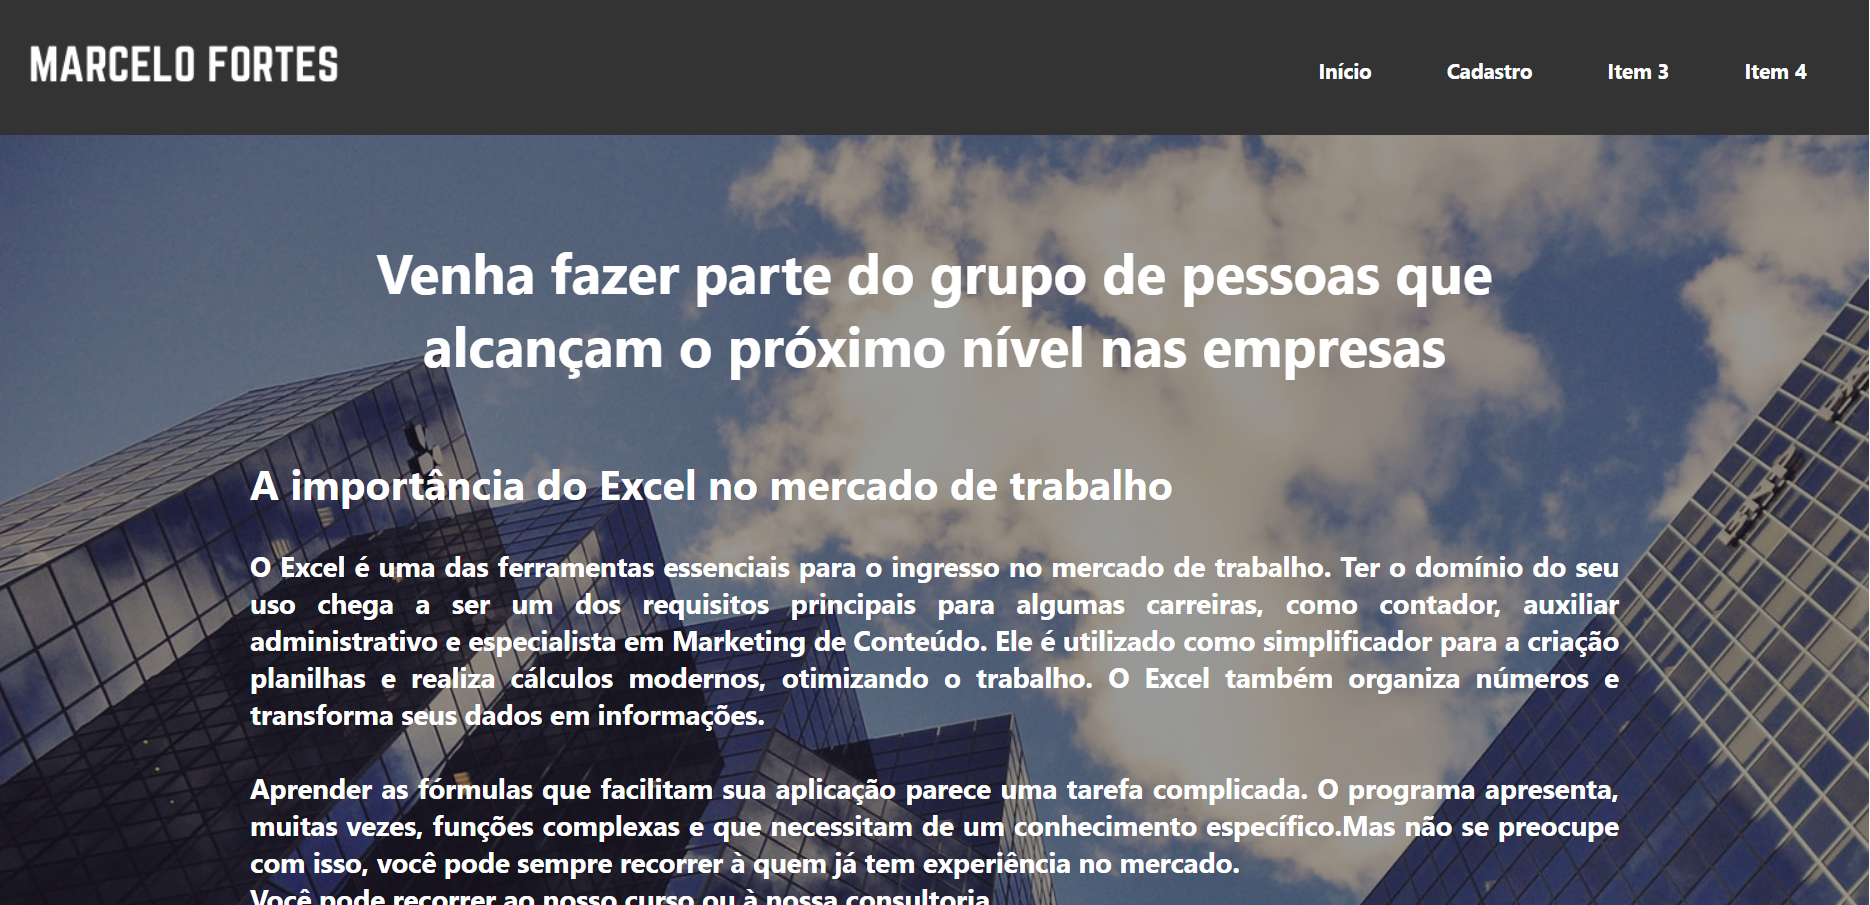 MARCELO FORTES
Início
Cadastro
Item 3
Item 4
Venha fazer parte do grupo de pessoas que
alcançam o próximo nível nas empresas
A importância do Excel no mercado de trabalho
O Excel é uma das ferramentas essenciais para o ingresso no mercado de trabalho. Ter o domínio do seu
uso chega a ser um dos requisitos principais para algumas carreiras, como contador, auxiliar
administrativo e especialista em Marketing de Conteúdo. Ele é utilizado como simplificador para a criação
planilhas e realiza cálculos modernos, otimizando o trabalho. O Excel também organiza números e
transforma seus dados em informações.
Aprender as fórmulas que facilitam sua aplicação parece uma tarefa complicada. O programa apresenta,
muitas vezes, funções complexas e que necessitam de um conhecimento específico.Mas não se preocupe
com isso, você pode sempre recorrer à quem já tem experiência no mercado.
Você pode recorrer ao nosso curso ou à nossa consultoria